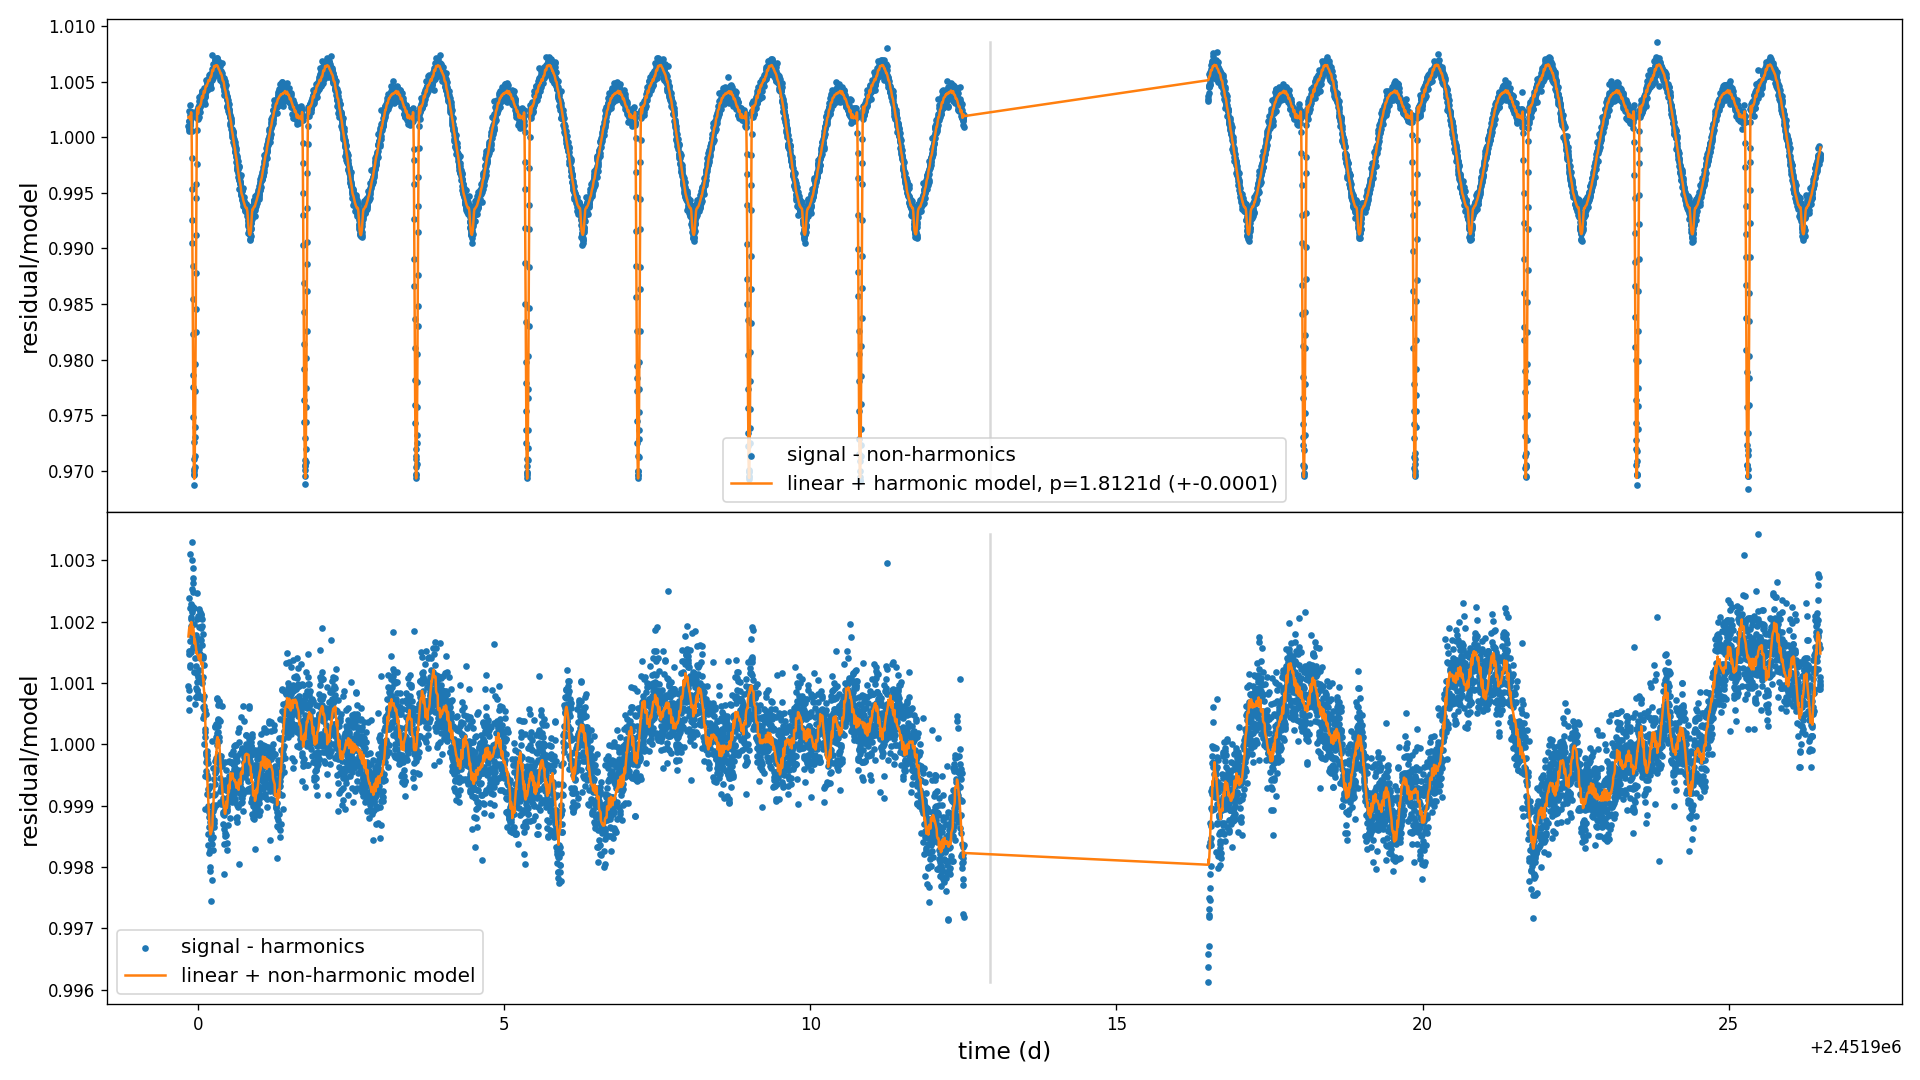 1.010
1.005
1.000
0.995
0.990
0.985
0.980
0.975
0.970
residual/model
signal - non-harmonics
linear + harmonic model, p=1.8121d (+-0.0001)
1.003
1.002
1.001
1.000
0.999
0.998
0.997
0.996
residual/model
signal - harmonics
linear + non-harmonic model
0 5 10 15 20 25
time (d)
+2.4519e6